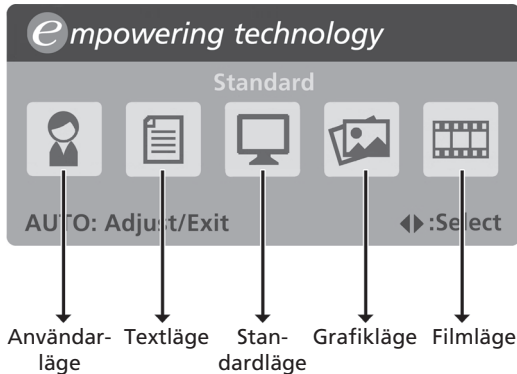 empowering technology
Standard
AUTO: Adjust/Exit :Select
Användar- Textläge Stan- Grafikläge Filmläge
läge dardläge